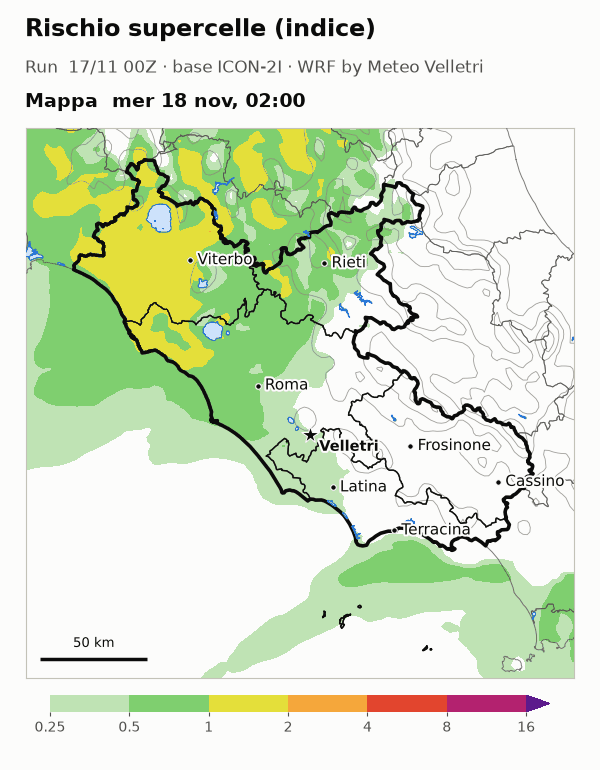 Rischio supercelle (indice)
Run  17/11 00Z · base ICON-2I · WRF by Meteo Velletri
Mappa  mer 18 nov, 02:00
Viterbo
Rieti
Roma
Velletri
Frosinone
Cassino
Latina
Terracina
50 km
0.25 0.5 1 2 4 8 16